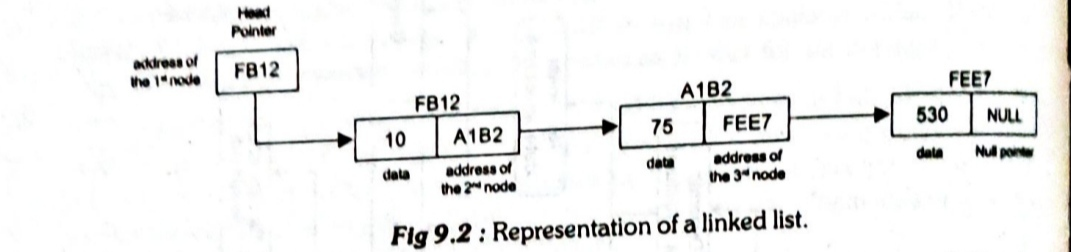 Head
Pointer
address of
the 1st node
FB12
FB12
10
A1B2
data
address of
the 2nd node
A1B2
75
FEE7
data
address of
the 3rd node
FEE7
530
NULL
data
Null pointer
Fig 9.2 : Representation of a linked list.